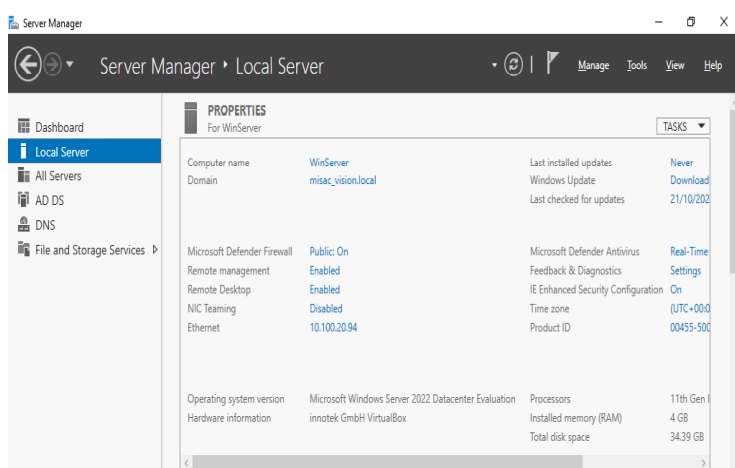 Server Manager
Server Manager • Local Server
Manage Tools View Help
Dashboard
Local Server
All Servers
AD DS
DNS
File and Storage Services
PROPERTIES
For WinServer
TASKS
Computer name WinServer Last installed updates Never
Domain misac_vision.local Windows Update Download
Last checked for updates 21/10/202
Microsoft Defender Firewall Public: On Microsoft Defender Antivirus Real-Time
Remote management Enabled Feedback & Diagnostics Settings
Remote Desktop Enabled IE Enhanced Security Configuration On
NIC Teaming Disabled Time zone (UTC+00:0
Ethernet 10.100.20.94 Product ID 00455-500
Operating system version Microsoft Windows Server 2022 Datacenter Evaluation Processors 11th Gen I
Hardware information innotek GmbH VirtualBox Installed memory (RAM) 4 GB
Total disk space 34.39 GB